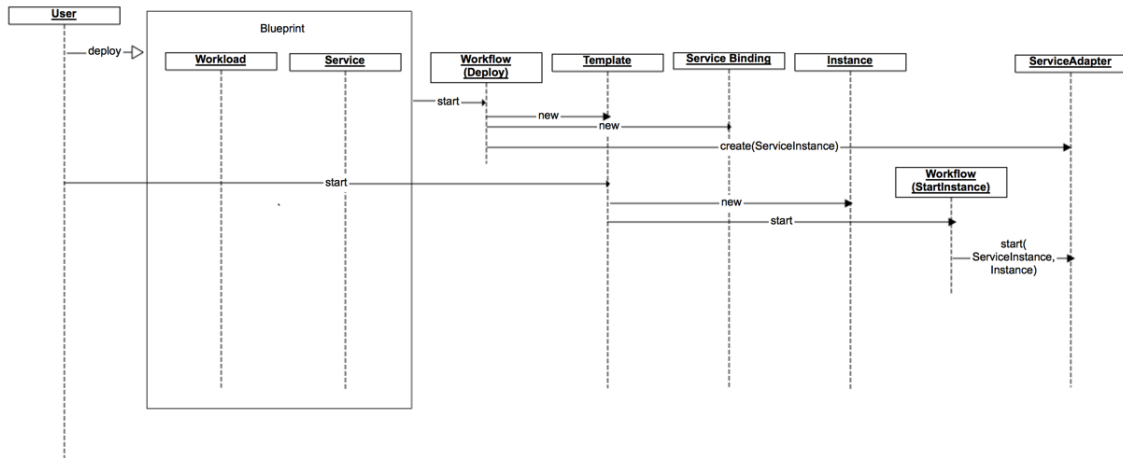 User
Blueprint
deploy
Workload
Service
Workflow
(Deploy)
Template
Service Binding
Instance
ServiceAdapter
start
new
new
create(ServiceInstance)
start
Workflow
(StartInstance)
new
start
start(
ServiceInstance,
Instance)